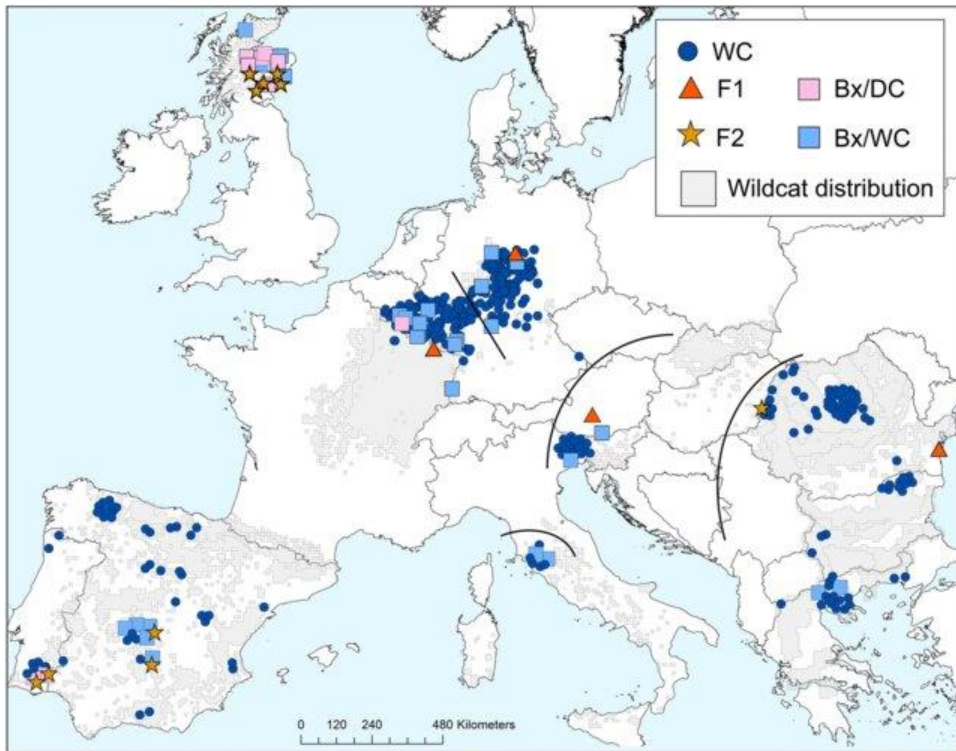 WC
F1
Bx/DC
F2
Bx/WC
Wildcat distribution
0 120 240 480 Kilometers